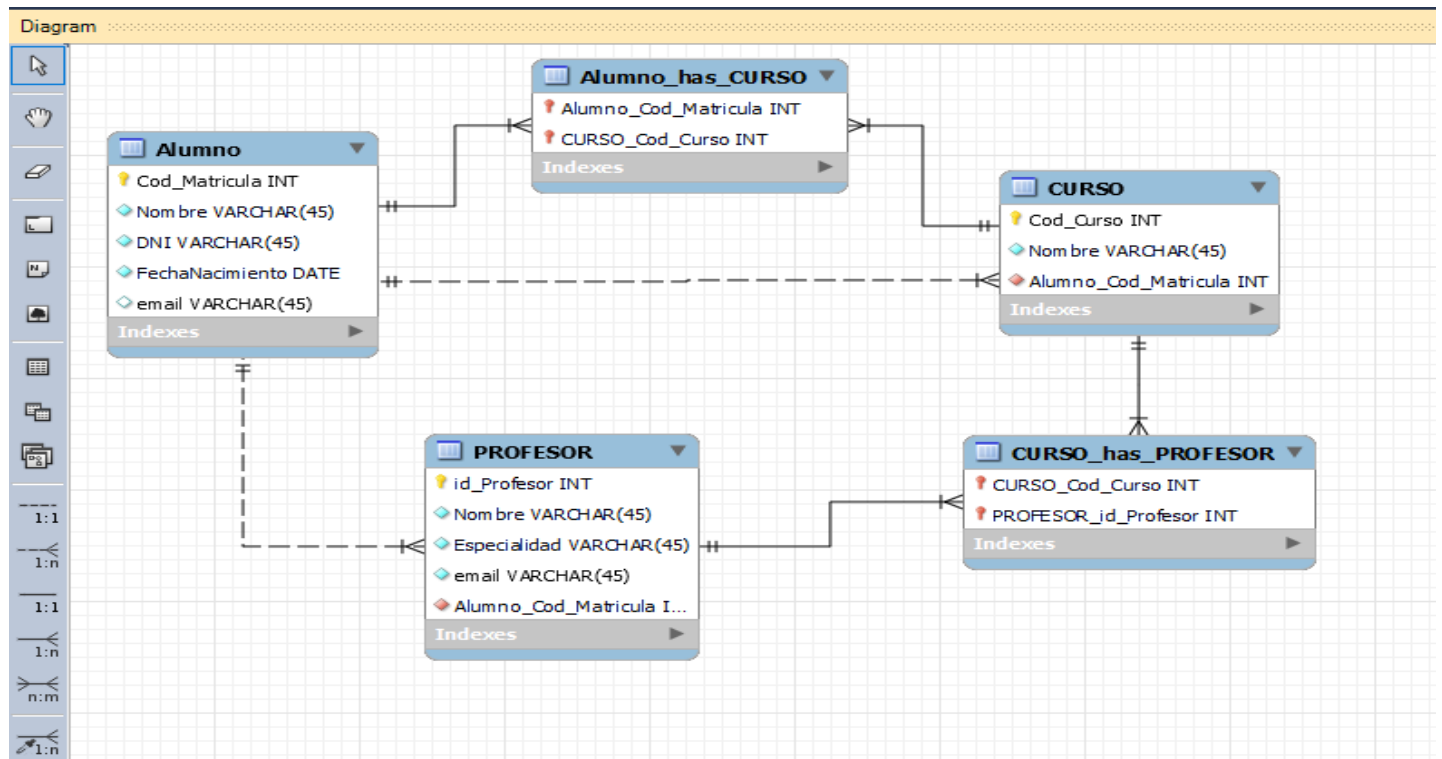 Diagram
Alumno_has_CURSO
Alumno_Cod_Matricula INT
CURSO_Cod_Curso INT
Indexes
Alumno
Cod_Matricula INT
Nombre VARCHAR(45)
DNI VARCHAR(45)
FechaNacimiento DATE
email VARCHAR(45)
Indexes
CURSO
Cod_Curso INT
Nombre VARCHAR(45)
Alumno_Cod_Matricula INT
Indexes
PROFESOR
id_Profesor INT
Nombre VARCHAR(45)
Especialidad VARCHAR(45)
email VARCHAR(45)
Alumno_Cod_Matricula I...
Indexes
CURSO_has_PROFESOR
CURSO_Cod_Curso INT
PROFESOR_id_Profesor INT
Indexes
1:1
1:n
1:1
1:n
n:m
1:n